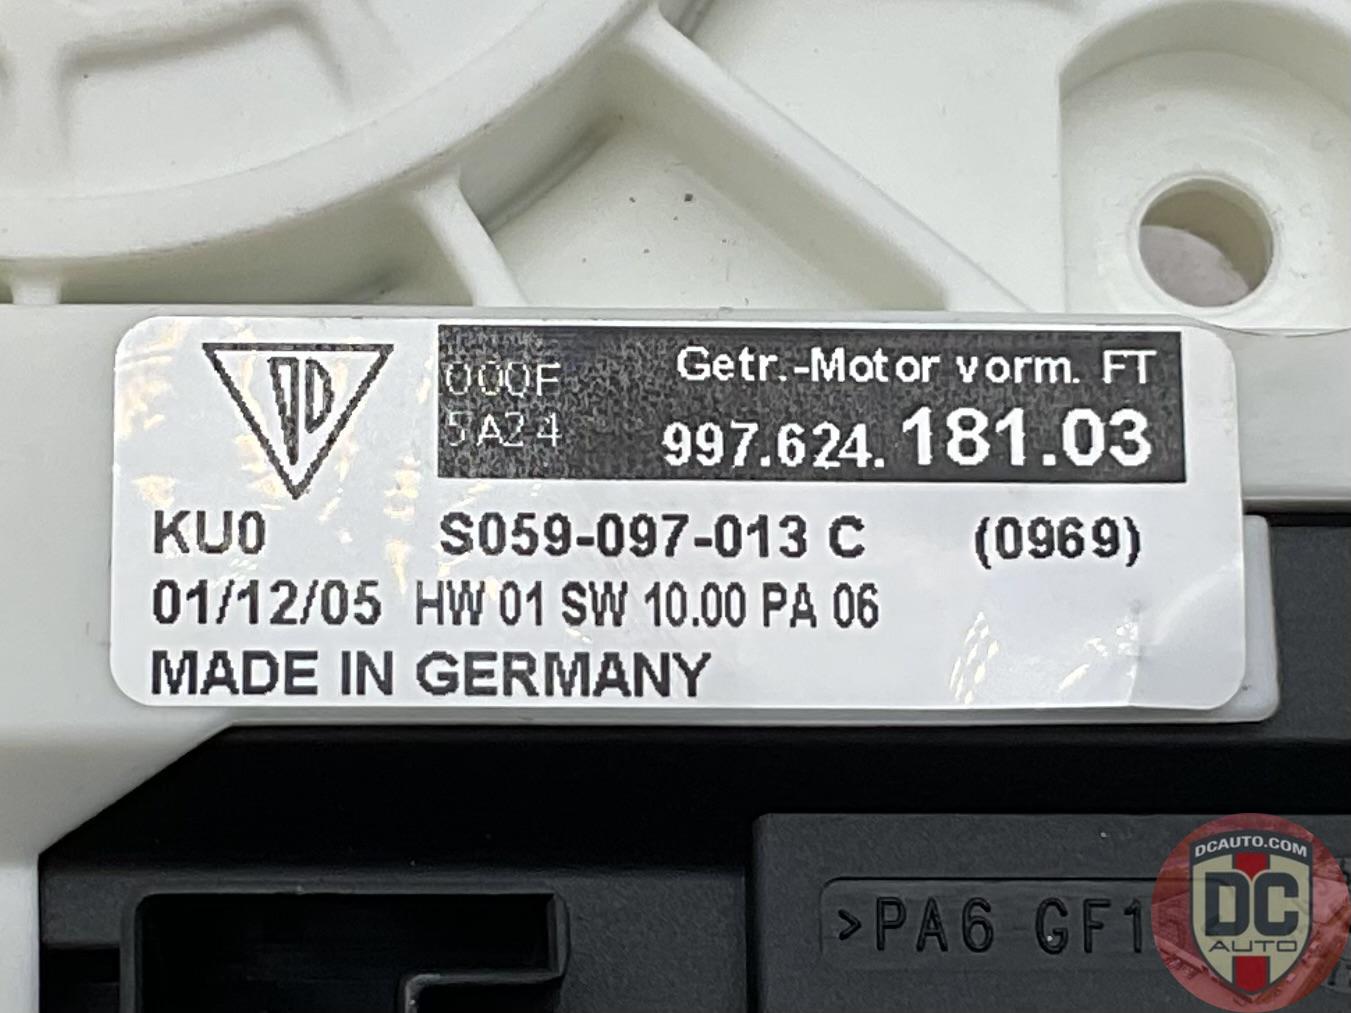 000F
5A24
Getr.-Motor vorm. FT
997.624.181.03
KU0 S059-097-013 C (0969)
01/12/05 HW 01 SW 10.00 PA 06
MADE IN GERMANY
>PA6 GF1
DCAUTO.COM
DC
AUTO